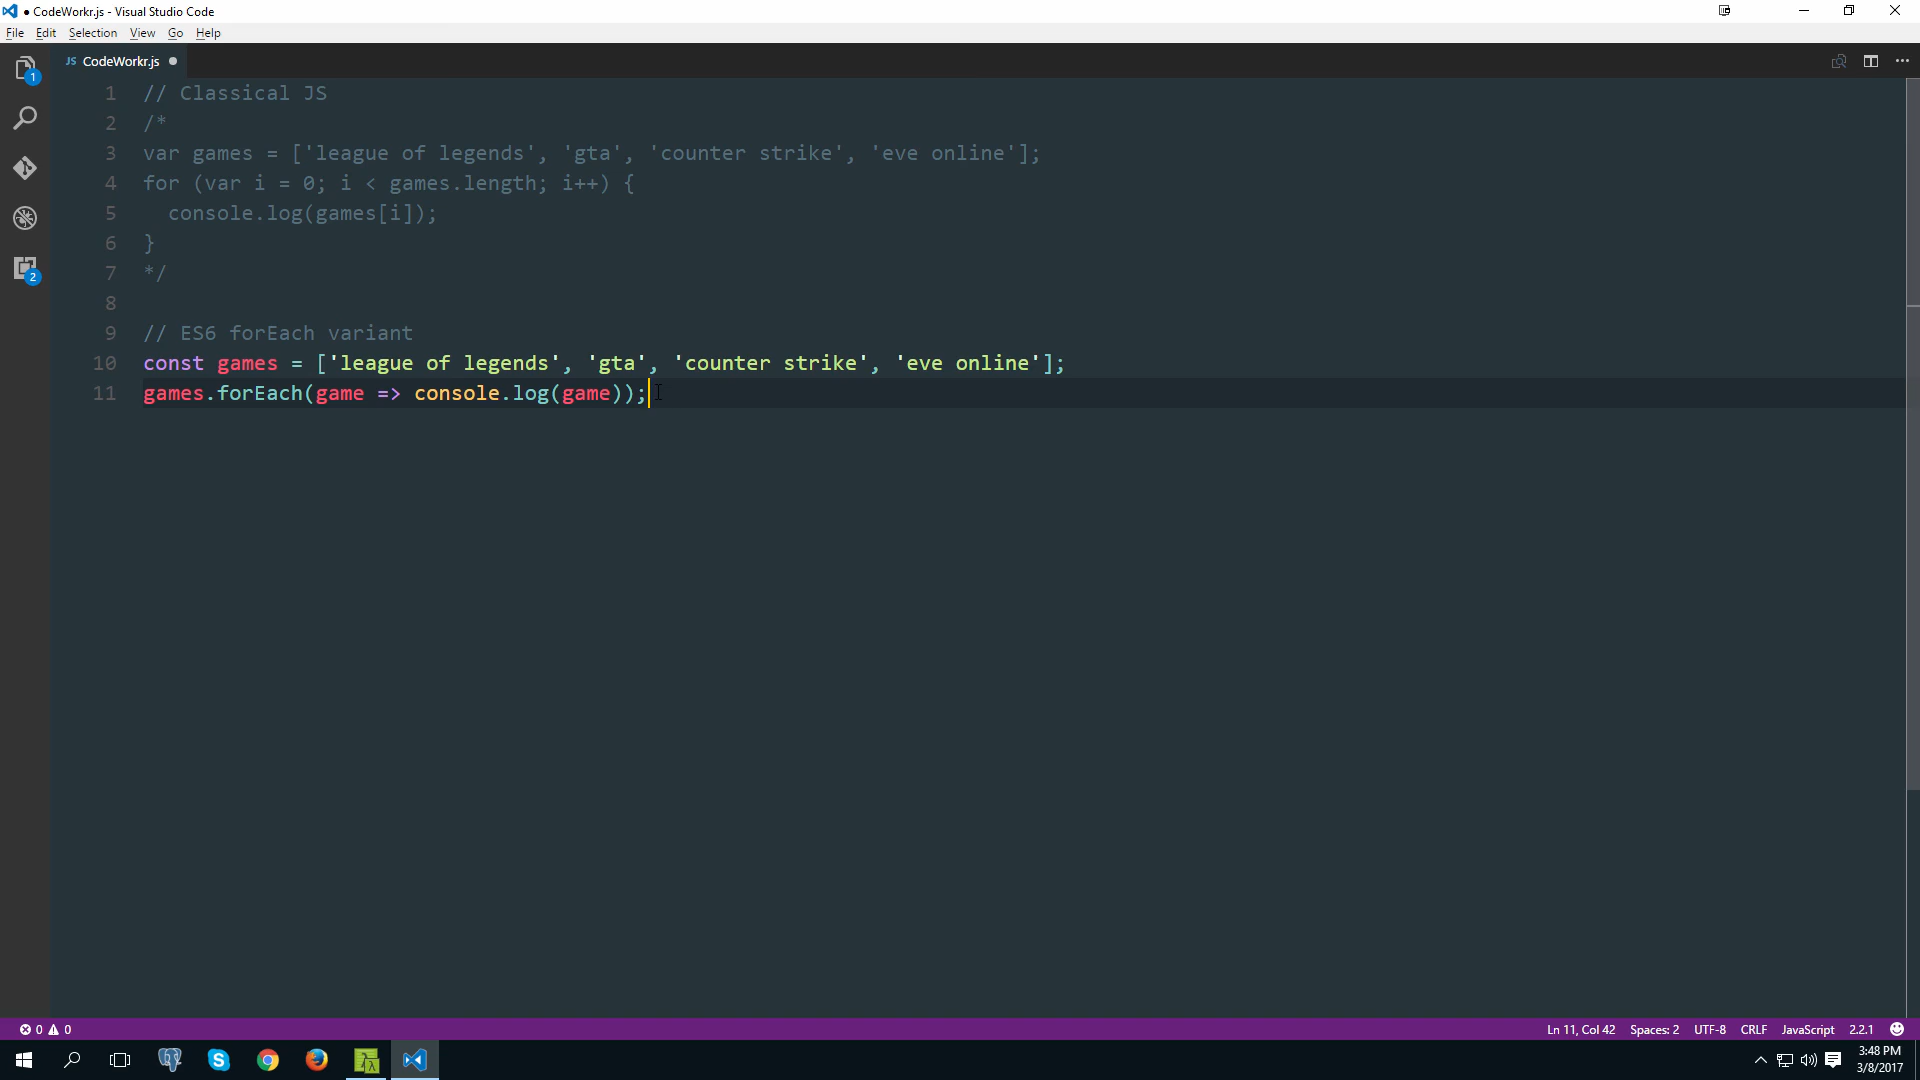 ● CodeWorkr.js - Visual Studio Code
File Edit Selection View Go Help
1
JS CodeWorkr.js
2
1 // Classical JS
2 /*
3 var games = ['league of legends', 'gta', 'counter strike', 'eve online'];
4 for (var i = 0; i < games.length; i++) {
5 console.log(games[i]);
6 }
7 */
8
9 // ES6 forEach variant
10 const games = ['league of legends', 'gta', 'counter strike', 'eve online'];
11 games.forEach(game => console.log(game));
0 0 Ln 11, Col 42 Spaces: 2 UTF-8 CRLF JavaScript 2.2.1
3:48 PM
3/8/2017